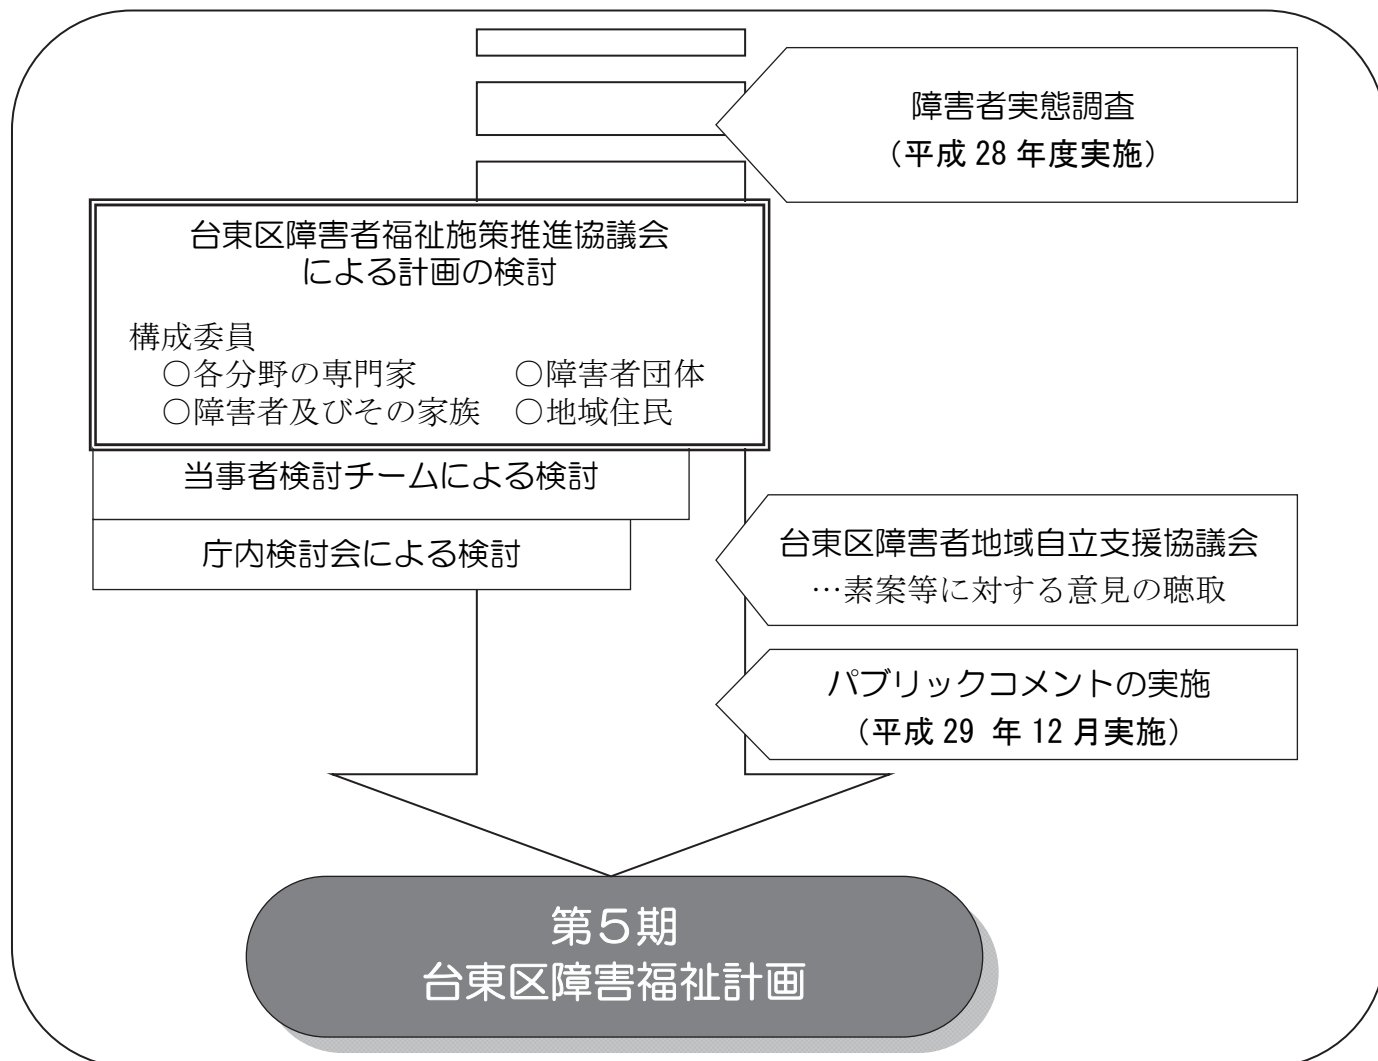 障害者実態調査
（平成 28 年度実施）
台東区障害者福祉施策推進協議会
による計画の検討
構成委員
○各分野の専門家　　　○障害者団体
○障害者及びその家族　○地域住民
当事者検討チームによる検討
庁内検討会による検討
台東区障害者地域自立支援協議会
…素案等に対する意見の聴取
パブリックコメントの実施
（平成 29 年 12 月実施）
第５期
台東区障害福祉計画